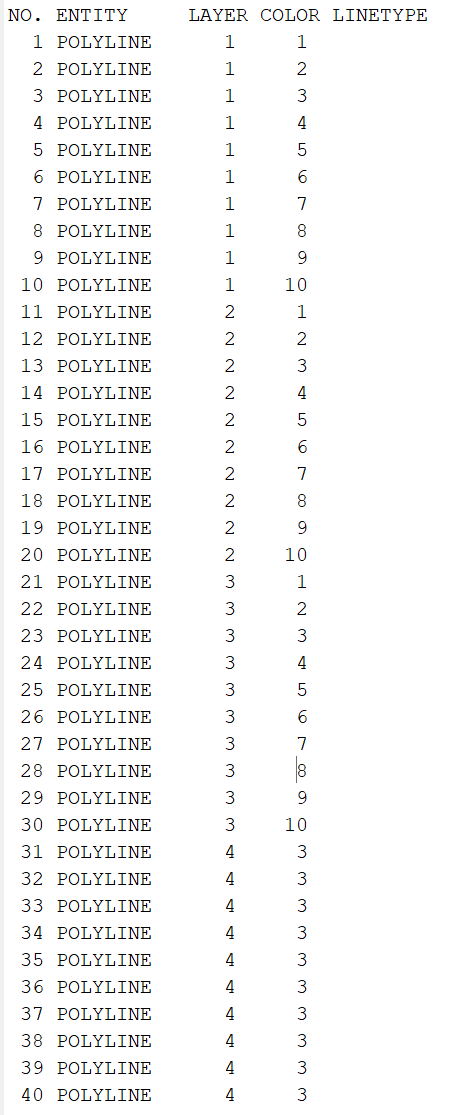 NO. ENTITY     LAYER COLOR LINETYPE
  1 POLYLINE      1     1
  2 POLYLINE      1     2
  3 POLYLINE      1     3
  4 POLYLINE      1     4
  5 POLYLINE      1     5
  6 POLYLINE      1     6
  7 POLYLINE      1     7
  8 POLYLINE      1     8
  9 POLYLINE      1     9
 10 POLYLINE      1    10
 11 POLYLINE      2     1
 12 POLYLINE      2     2
 13 POLYLINE      2     3
 14 POLYLINE      2     4
 15 POLYLINE      2     5
 16 POLYLINE      2     6
 17 POLYLINE      2     7
 18 POLYLINE      2     8
 19 POLYLINE      2     9
 20 POLYLINE      2    10
 21 POLYLINE      3     1
 22 POLYLINE      3     2
 23 POLYLINE      3     3
 24 POLYLINE      3     4
 25 POLYLINE      3     5
 26 POLYLINE      3     6
 27 POLYLINE      3     7
 28 POLYLINE      3     8
 29 POLYLINE      3     9
 30 POLYLINE      3    10
 31 POLYLINE      4     3
 32 POLYLINE      4     3
 33 POLYLINE      4     3
 34 POLYLINE      4     3
 35 POLYLINE      4     3
 36 POLYLINE      4     3
 37 POLYLINE      4     3
 38 POLYLINE      4     3
 39 POLYLINE      4     3
 40 POLYLINE      4     3